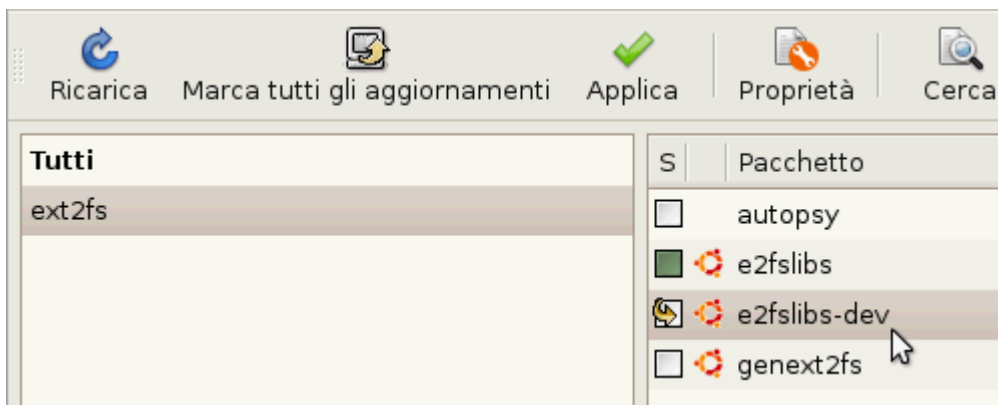 Ricarica Marca tutti gli aggiornamenti Applica Proprietà Cerca
Tutti
ext2fs
S Pacchetto
autopsy
e2fslibs
e2fslibs-dev
genext2fs